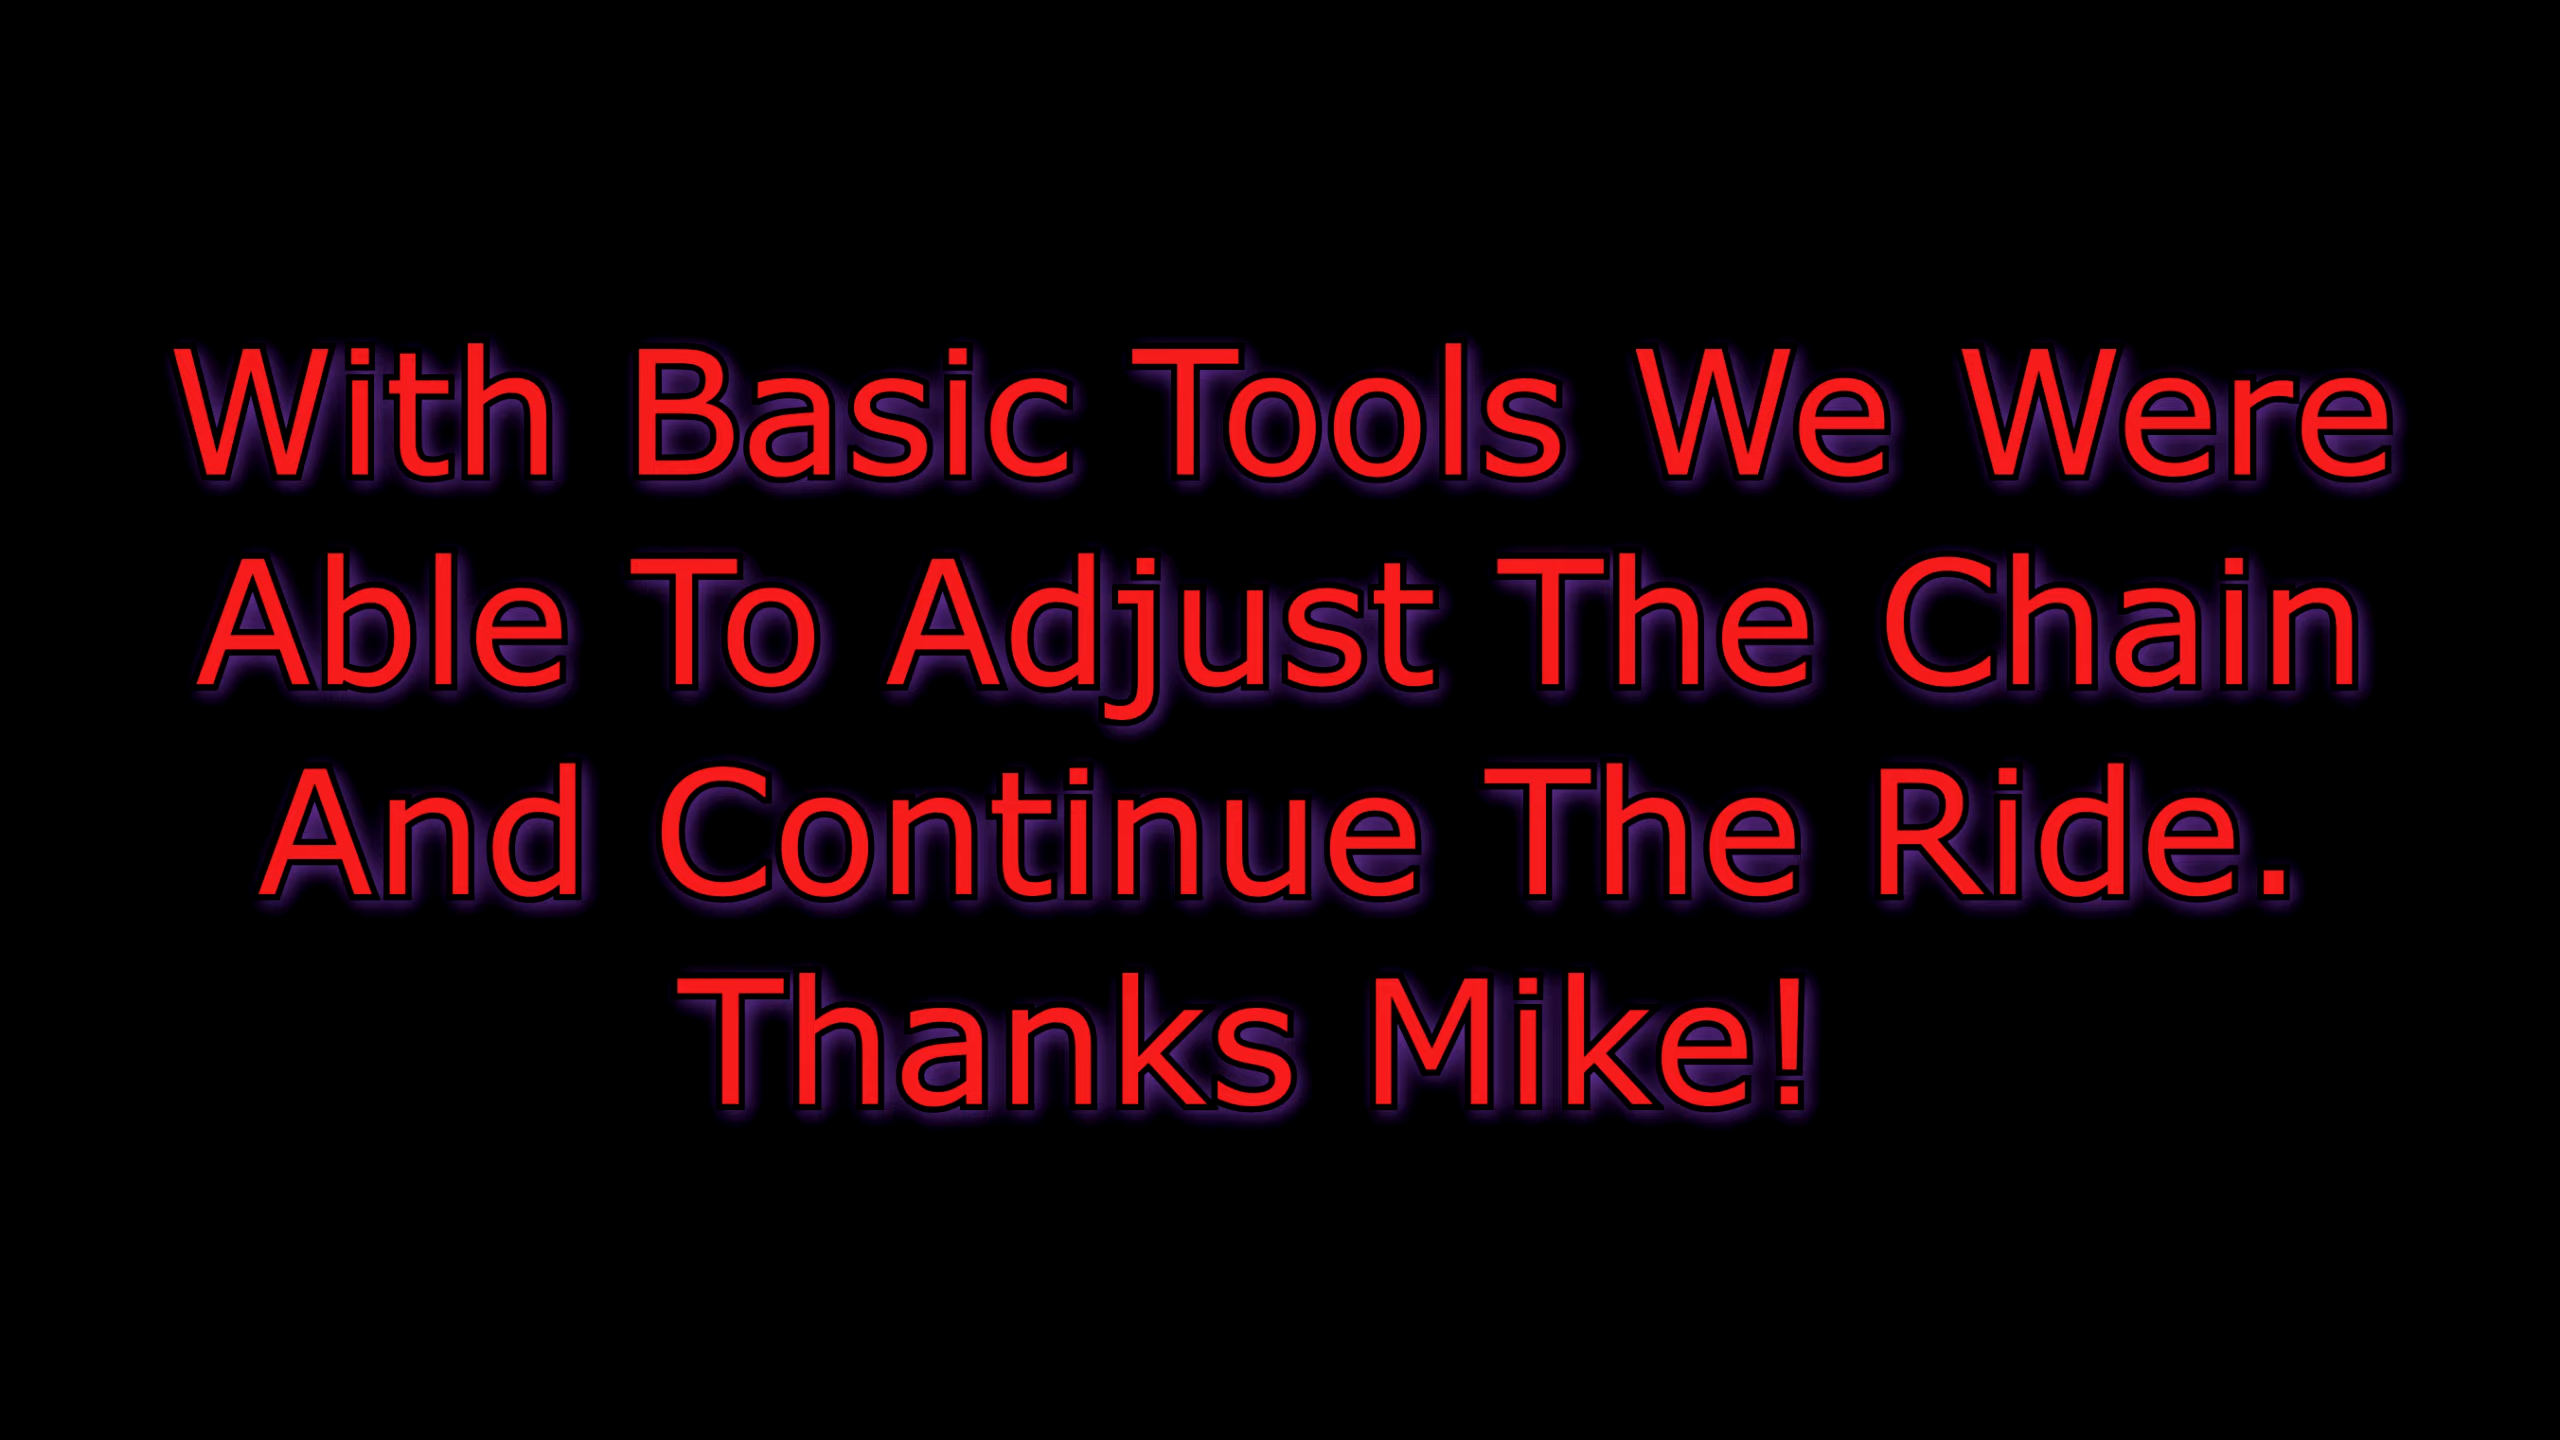 With Basic Tools We Were
Able To Adjust The Chain
And Continue The Ride.
Thanks Mike!